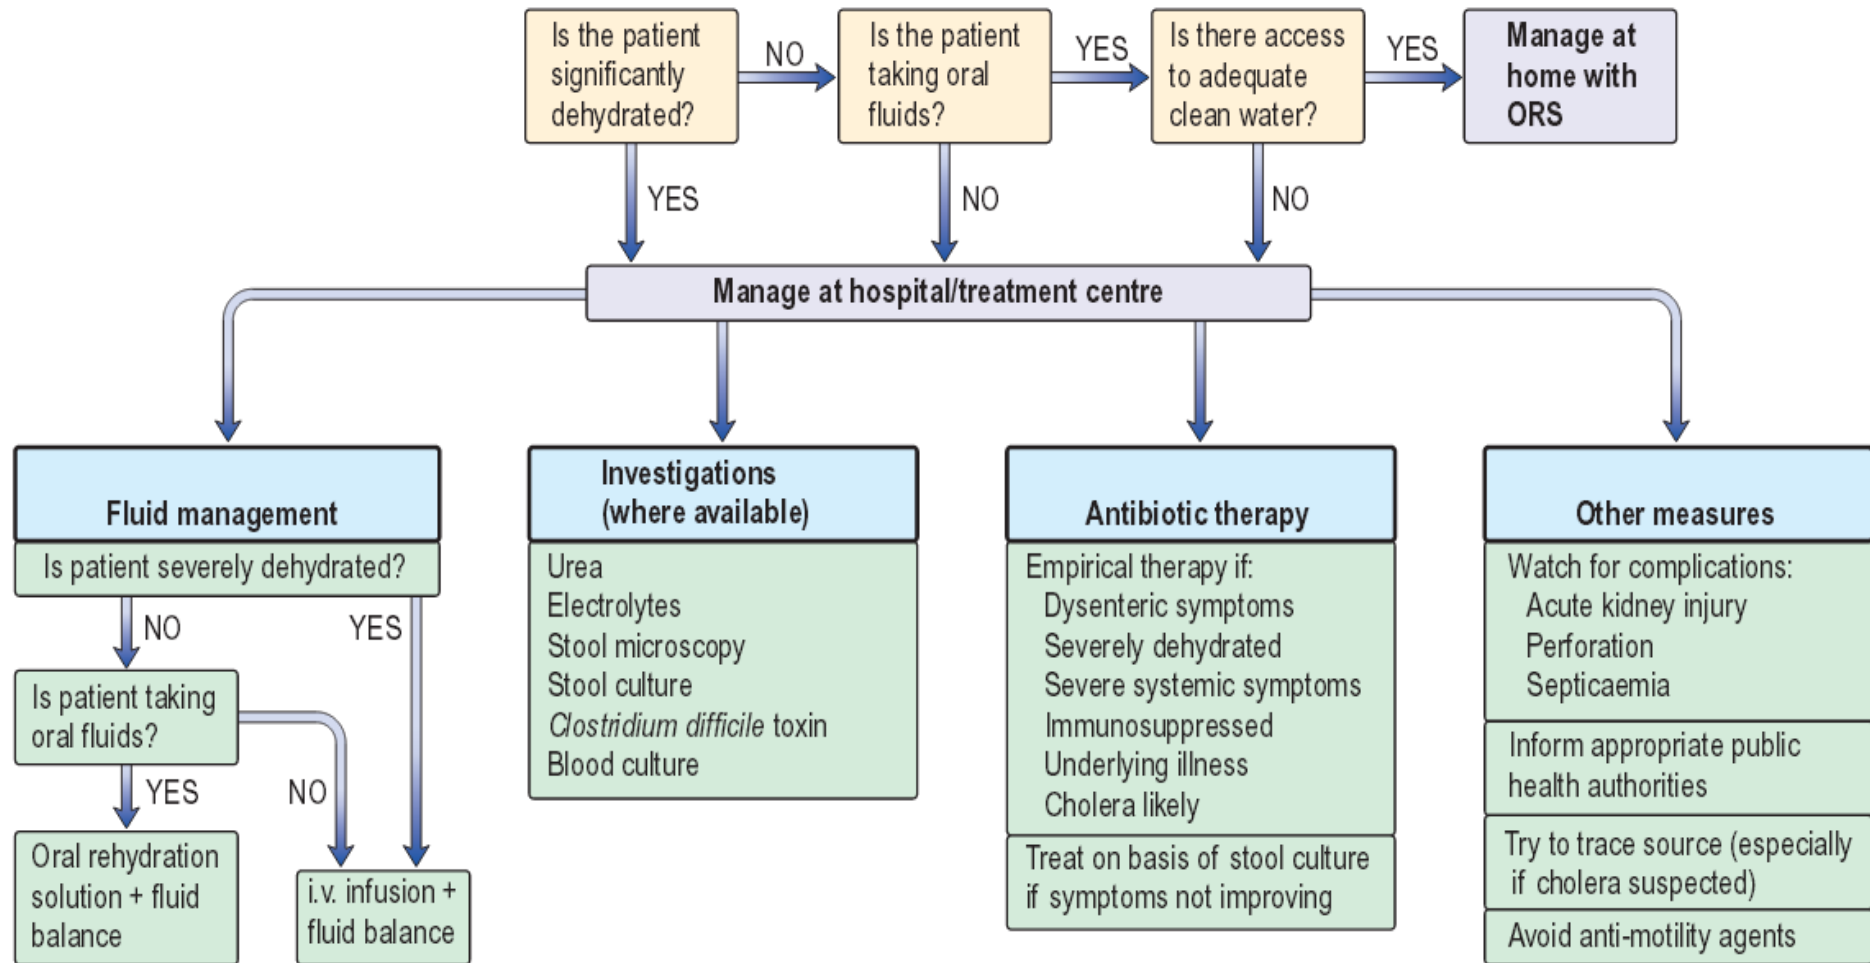 Is the patient
significantly
dehydrated?
NO
Is the patient
taking oral
fluids?
YES
Is there access
to adequate
clean water?
YES
Manage at
home with
ORS
YES
NO
NO
Manage at hospital/treatment centre
Fluid management
Is patient severely dehydrated?
NO
YES
Is patient taking
oral fluids?
YES
NO
Oral rehydration
solution + fluid
balance
i.v. infusion +
fluid balance
Investigations
(where available)
Urea
Electrolytes
Stool microscopy
Stool culture
Clostridium difficile toxin
Blood culture
Antibiotic therapy
Empirical therapy if:
Dysenteric symptoms
Severely dehydrated
Severe systemic symptoms
Immunosuppressed
Underlying illness
Cholera likely
Treat on basis of stool culture
if symptoms not improving
Other measures
Watch for complications:
Acute kidney injury
Perforation
Septicaemia
Inform appropriate public
health authorities
Try to trace source (especially
if cholera suspected)
Avoid anti-motility agents